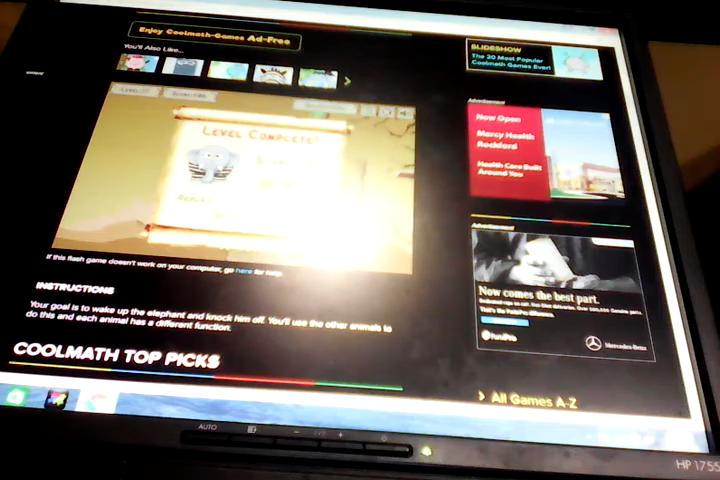 Enjoy Coolmath-Games Ad-Free
You'll Also Like...
SLIDESHOW
The 20 Most Popular
Coolmath Games Ever!
LEVEL COMPLETE!
If this flash game doesn't work on your computer, go here for help.
INSTRUCTIONS
Your goal is to wake up the elephant and knock him off. You'll use the other animals to
do this and each animal has a different function.
COOLMATH TOP PICKS
Advertisement
Now Open
Mercy Health
Rockford
Health Care Built
Around You
Advertisement
Now comes the best part.
Mercedes-Benz
All Games A-Z
AUTO
HP 1755